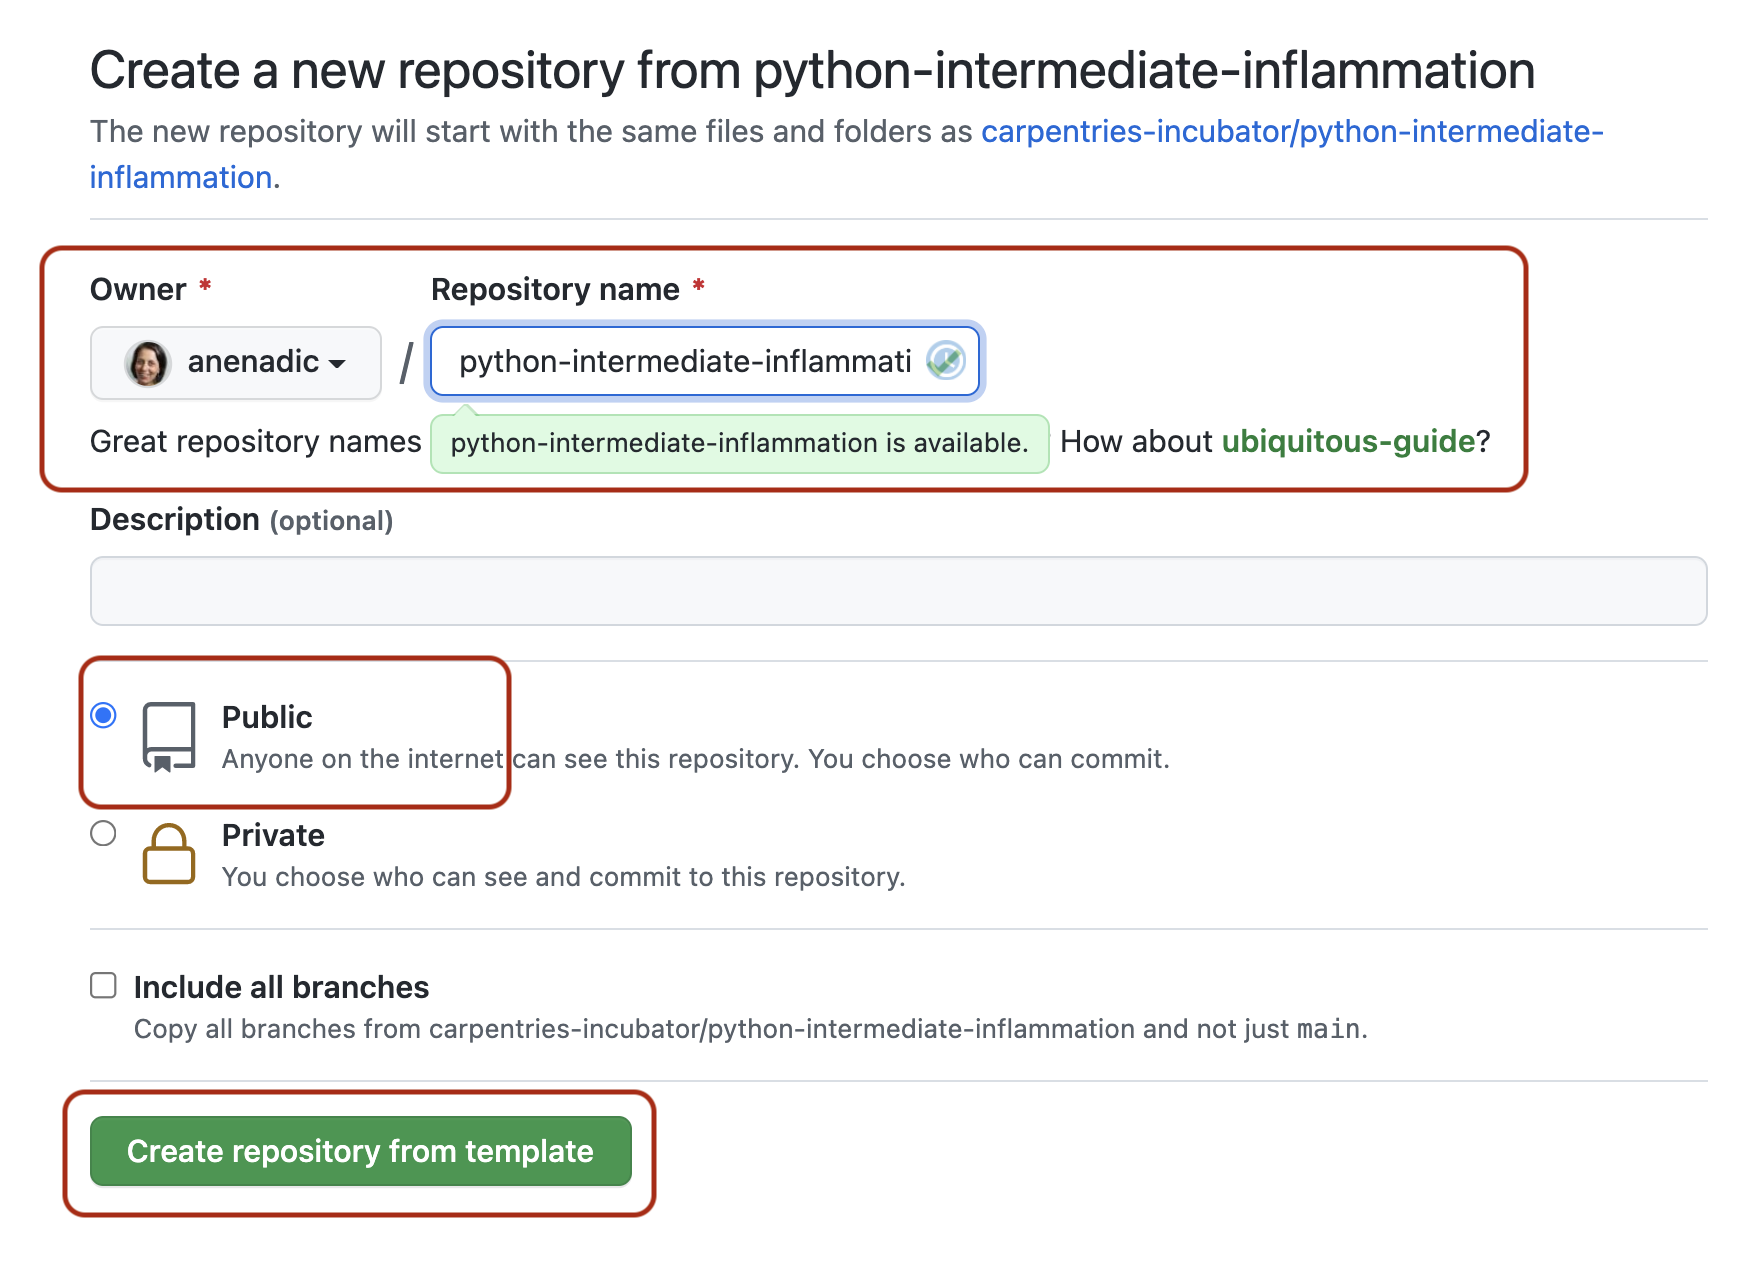 Create a new repository from python-intermediate-inflammation
The new repository will start with the same files and folders as carpentries-incubator/python-intermediate-
inflammation.
Owner * Repository name *
anenadic / python-intermediate-inflammati
Great repository names python-intermediate-inflammation is available. How about ubiquitous-guide?
Description (optional)
Public
Anyone on the internet can see this repository. You choose who can commit.
Private
You choose who can see and commit to this repository.
Include all branches
Copy all branches from carpentries-incubator/python-intermediate-inflammation and not just main.
Create repository from template